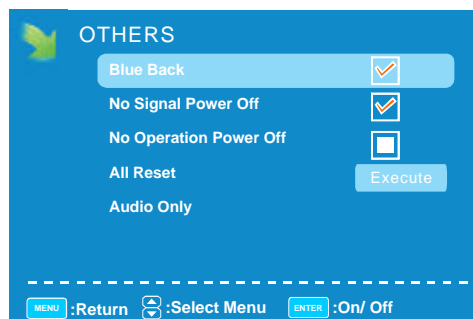 OTHERS
Blue Back
No Signal Power Off
No Operation Power Off
All Reset Execute
Audio Only
MENU :Return :Select Menu ENTER :On/ Off